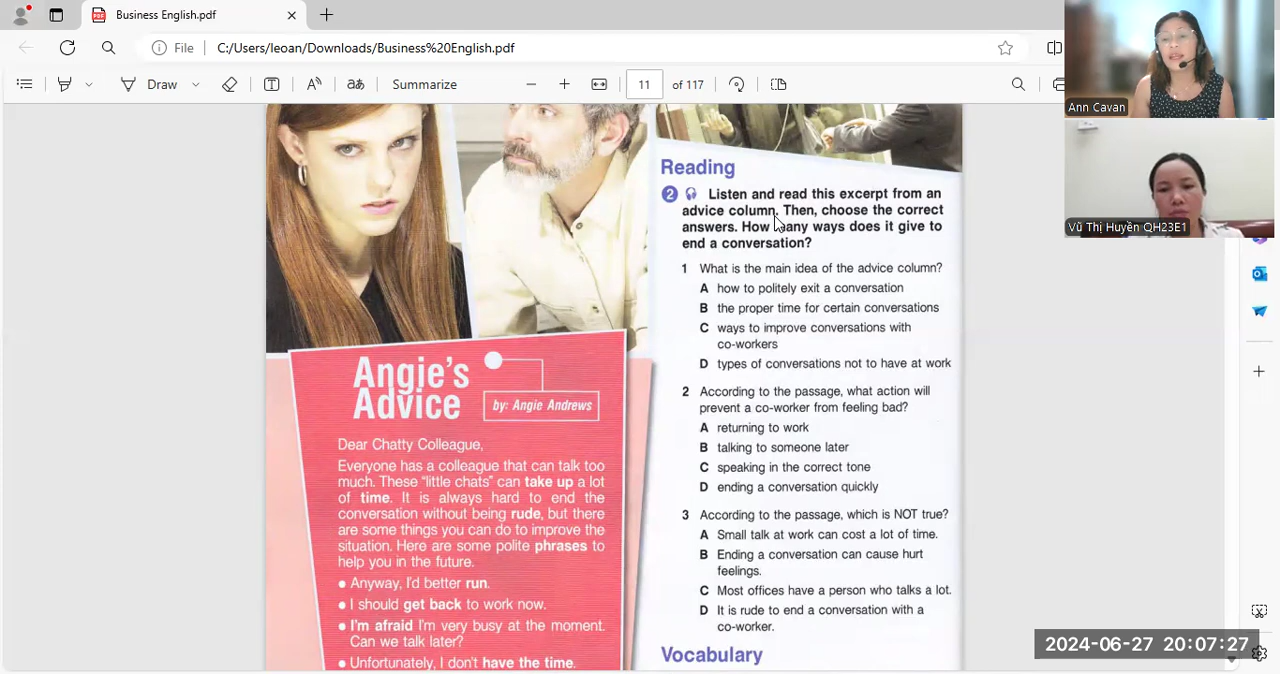 Business English.pdf
File
C:/Users/leoan/Downloads/Business%20English.pdf
Draw
aあ
Summarize
11 of 117
Ann Cavan
Vũ Thị Huyền QH23E1
Angie's
Advice
by: Angie Andrews
Dear Chatty Colleague,
Everyone has a colleague that can talk too
much. These "little chats" can take up a lot
of time. It is always hard to end the
conversation without being rude, but there
are some things you can do to improve the
situation. Here are some polite phrases to
help you in the future.
● Anyway, I'd better run.
● I should get back to work now.
● I'm afraid I'm very busy at the moment.
Can we talk later?
● Unfortunately, I don't have the time.
Reading
2 Listen and read this excerpt from an
advice column. Then, choose the correct
answers. How many ways does it give to
end a conversation?
1 What is the main idea of the advice column?
A how to politely exit a conversation
B the proper time for certain conversations
C ways to improve conversations with
co-workers
D types of conversations not to have at work
2 According to the passage, what action will
prevent a co-worker from feeling bad?
A returning to work
B talking to someone later
C speaking in the correct tone
D ending a conversation quickly
3 According to the passage, which is NOT true?
A Small talk at work can cost a lot of time.
B Ending a conversation can cause hurt
feelings.
C Most offices have a person who talks a lot.
D It is rude to end a conversation with a
co-worker.
Vocabulary
2024-06-27 20:07:27